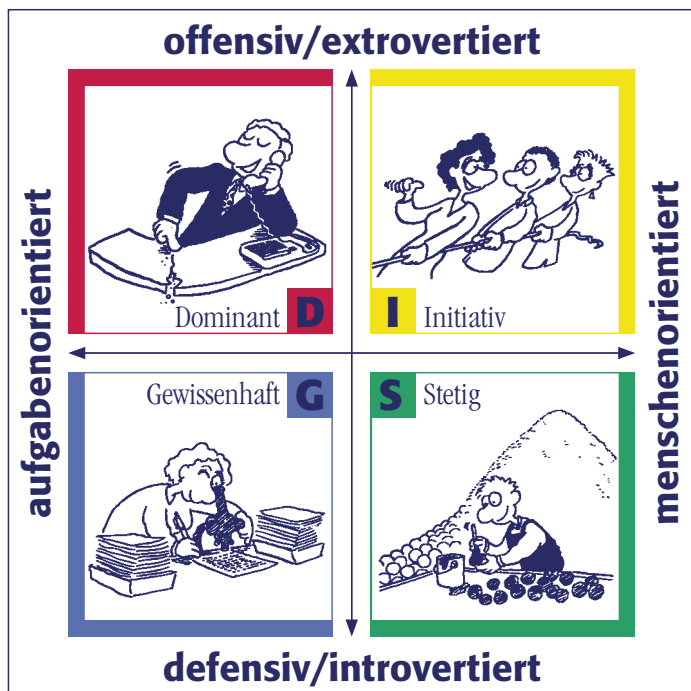 offensiv/extrovertiert
aufgabenorientiert
menschenorientiert
Dominant D
I Initiativ
Gewissenhaft G
S Stetig
defensiv/introvertiert